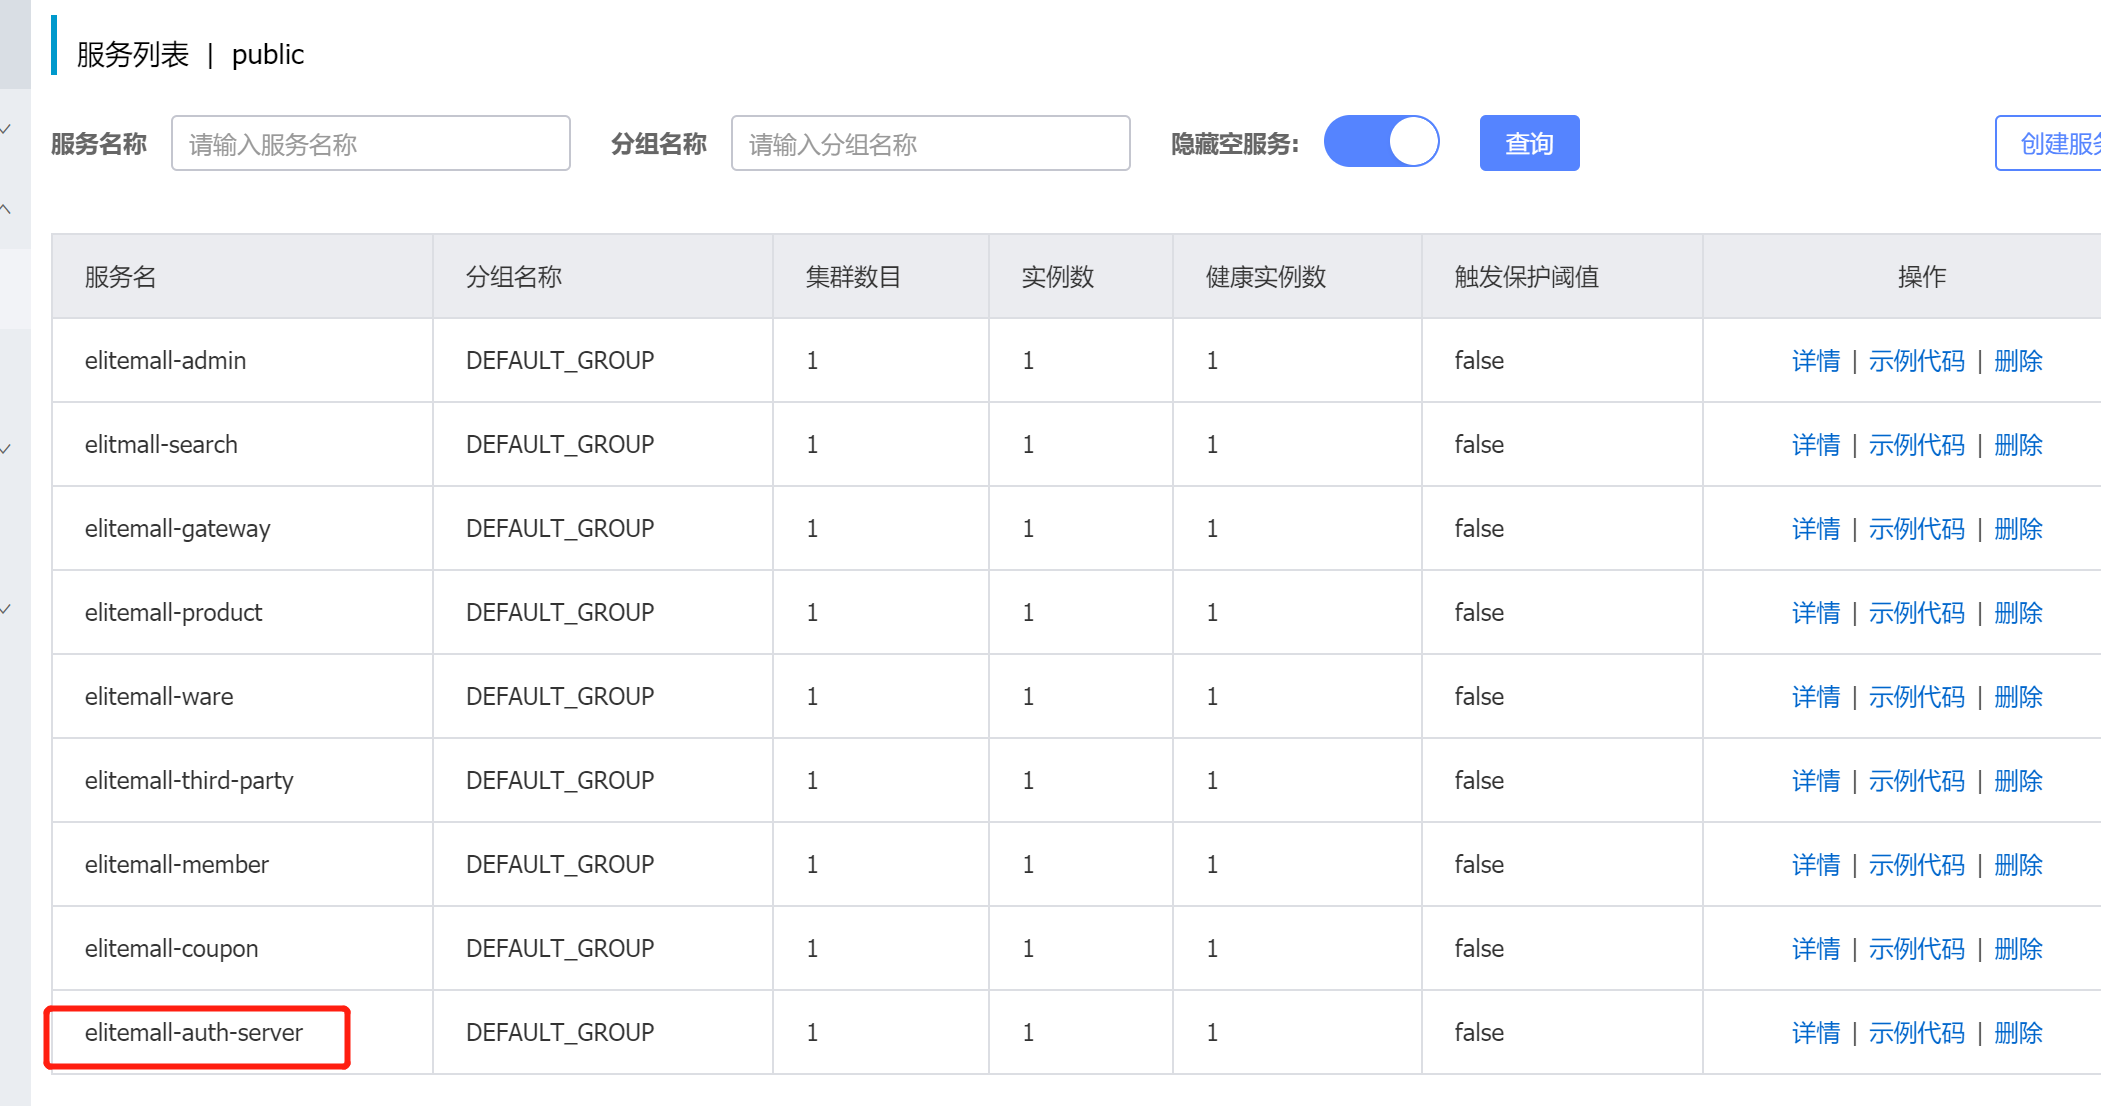 服务列表 | public
服务名称 请输入服务名称 分组名称 请输入分组名称 隐藏空服务: 查询 创建服务
服务名 分组名称 集群数目 实例数 健康实例数 触发保护阈值 操作
elitemall-admin DEFAULT_GROUP 1 1 1 false 详情 | 示例代码 | 删除
elitmall-search DEFAULT_GROUP 1 1 1 false 详情 | 示例代码 | 删除
elitemall-gateway DEFAULT_GROUP 1 1 1 false 详情 | 示例代码 | 删除
elitemall-product DEFAULT_GROUP 1 1 1 false 详情 | 示例代码 | 删除
elitemall-ware DEFAULT_GROUP 1 1 1 false 详情 | 示例代码 | 删除
elitemall-third-party DEFAULT_GROUP 1 1 1 false 详情 | 示例代码 | 删除
elitemall-member DEFAULT_GROUP 1 1 1 false 详情 | 示例代码 | 删除
elitemall-coupon DEFAULT_GROUP 1 1 1 false 详情 | 示例代码 | 删除
elitemall-auth-server DEFAULT_GROUP 1 1 1 false 详情 | 示例代码 | 删除